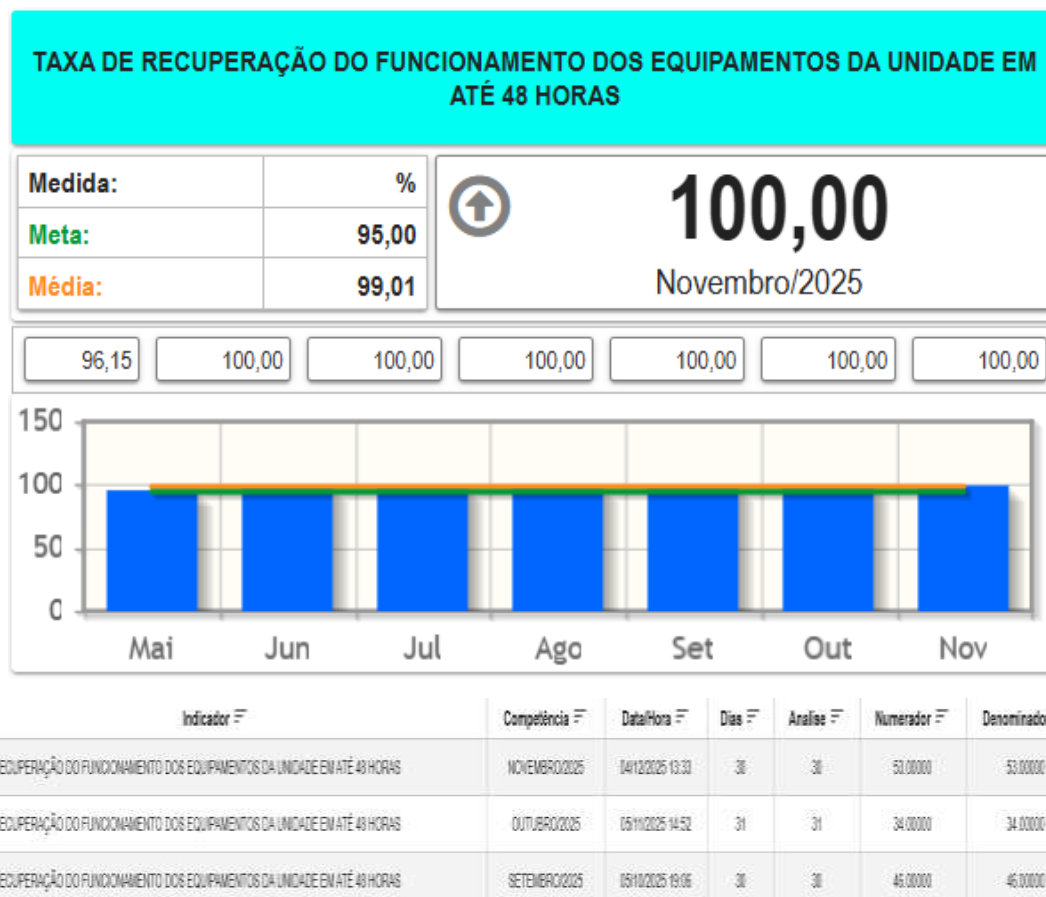 TAXA DE RECUPERAÇÃO DO FUNCIONAMENTO DOS EQUIPAMENTOS DA UNIDADE EM
ATÉ 48 HORAS
Medida: %
Meta: 95,00
Média: 99,01
100,00
Novembro/2025
96,15 100,00 100,00 100,00 100,00 100,00 100,00
150
100
50
0
Mai Jun Jul Ago Set Out Nov
Indicador Competência Data/Hora Dias Analise Numerador Denominado
ECUPERAÇÃO DO FUNCIONAMENTO DOS EQUIPAMENTOS DA UNIDADE EM ATÉ 48 HORAS NOVEMBRO/2025 04/12/2025 13:33 30 30 53.00000 53.00000
ECUPERAÇÃO DO FUNCIONAMENTO DOS EQUIPAMENTOS DA UNIDADE EM ATÉ 48 HORAS OUTUBRO/2025 05/11/2025 14:52 31 31 34.00000 34.00000
ECUPERAÇÃO DO FUNCIONAMENTO DOS EQUIPAMENTOS DA UNIDADE EM ATÉ 48 HORAS SETEMBRO/2025 05/10/2025 19:06 30 30 46.00000 46.00000